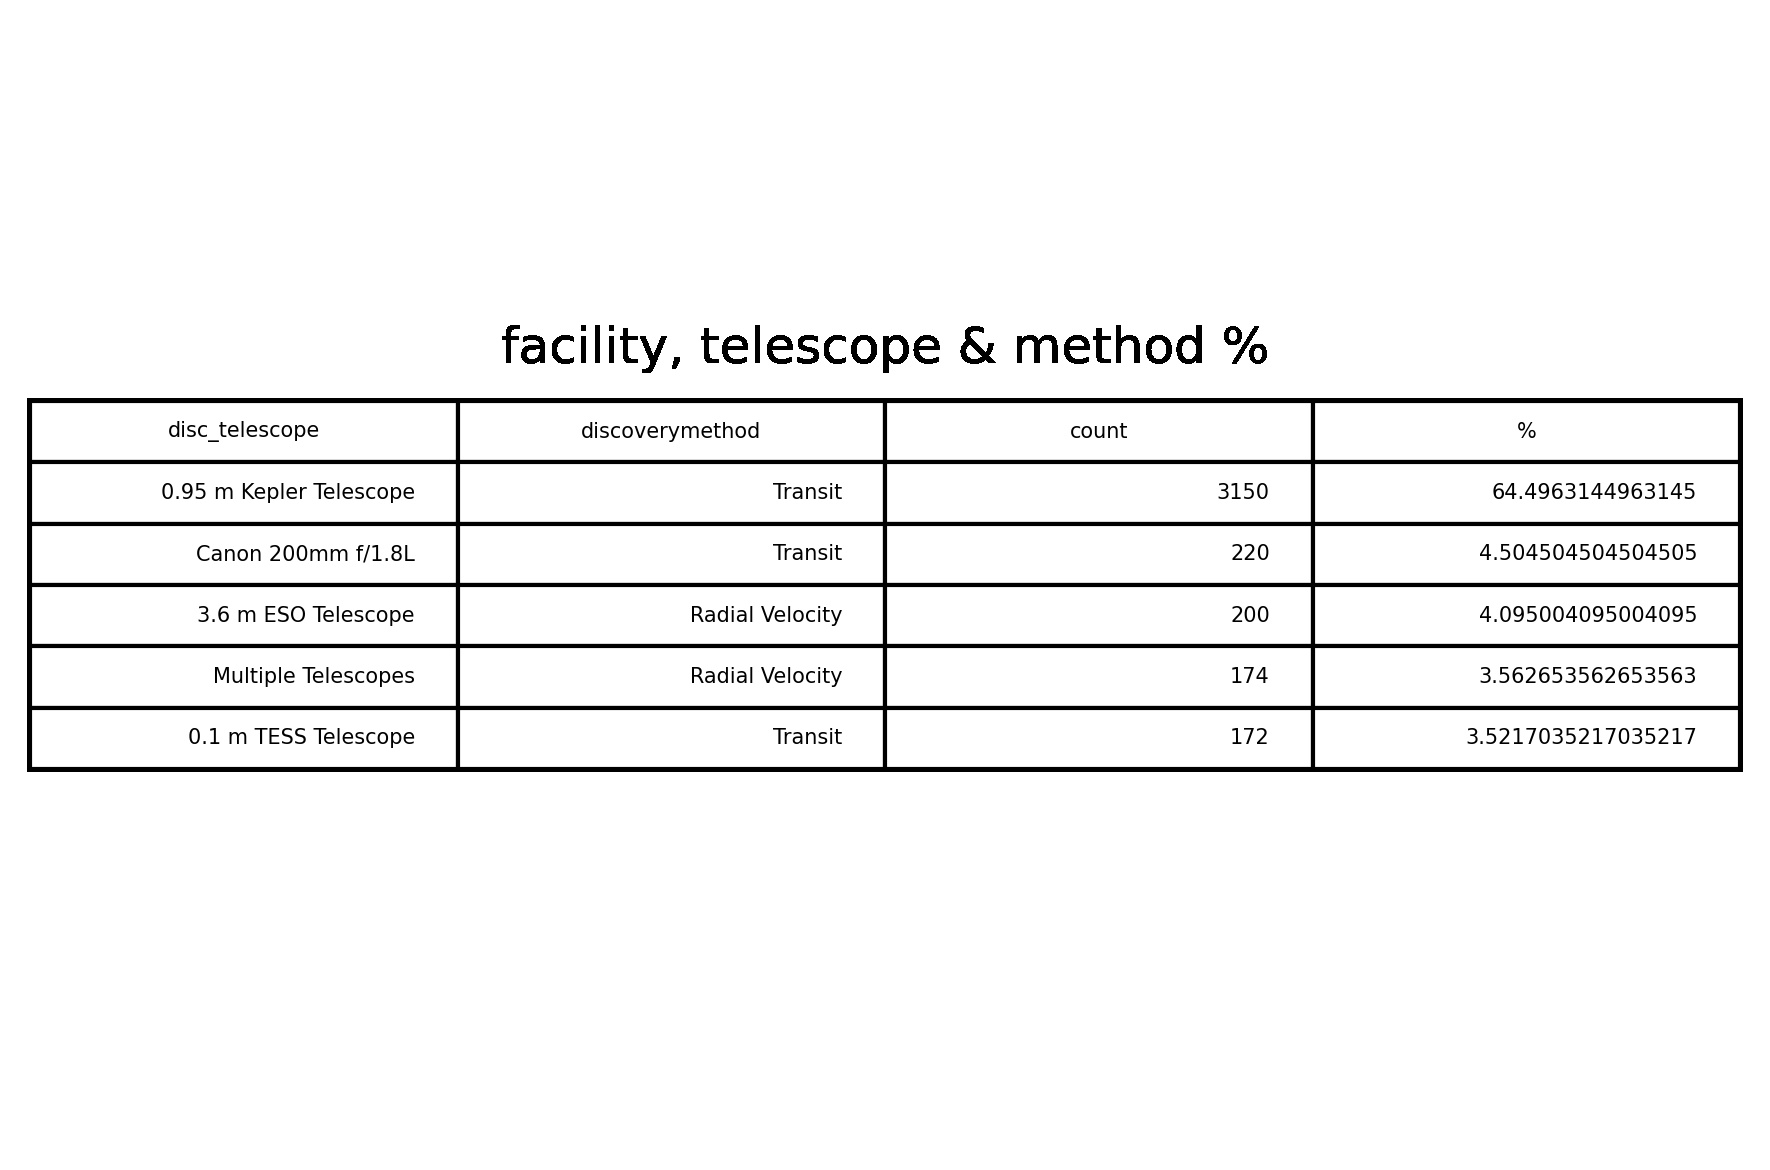 facility, telescope & method %
disc_telescope discoverymethod count %
0.95 m Kepler Telescope Transit 3150 64.4963144963145
Canon 200mm f/1.8L Transit 220 4.504504504504505
3.6 m ESO Telescope Radial Velocity 200 4.095004095004095
Multiple Telescopes Radial Velocity 174 3.562653562653563
0.1 m TESS Telescope Transit 172 3.5217035217035217